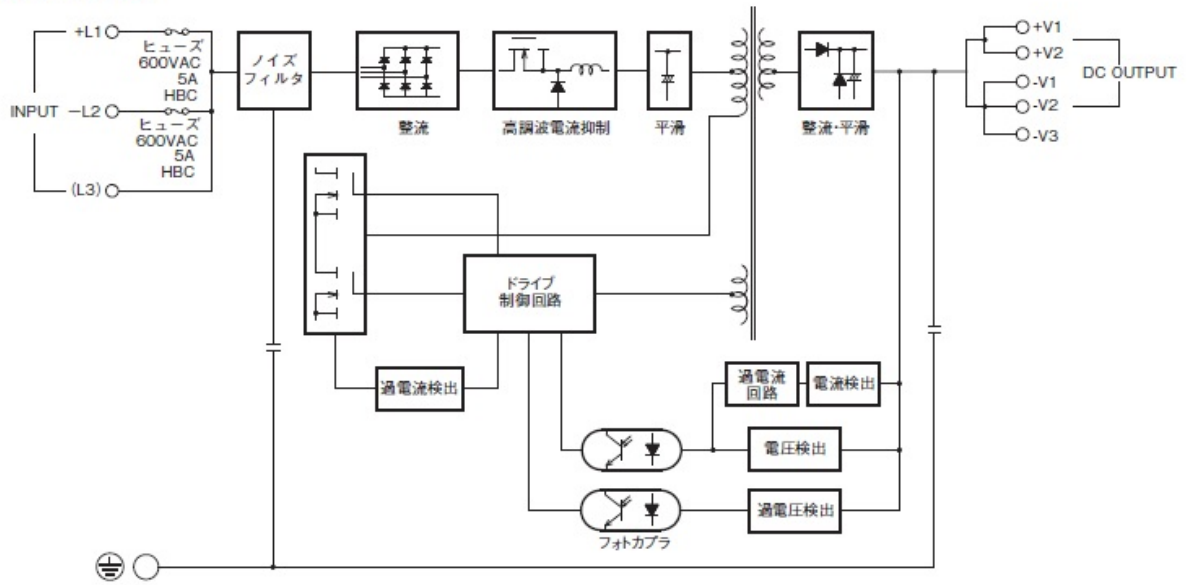 +L1
ヒューズ
600VAC
5A
HBC
INPUT
−L2
ヒューズ
600VAC
5A
HBC
(L3)
ノイズ
フィルタ
整流
高調波電流抑制
平滑
整流・平滑
+V1
+V2
-V1
-V2
-V3
DC OUTPUT
ドライブ
制御回路
過電流検出
過電流
回路
電流検出
電圧検出
過電圧検出
フォトカプラ